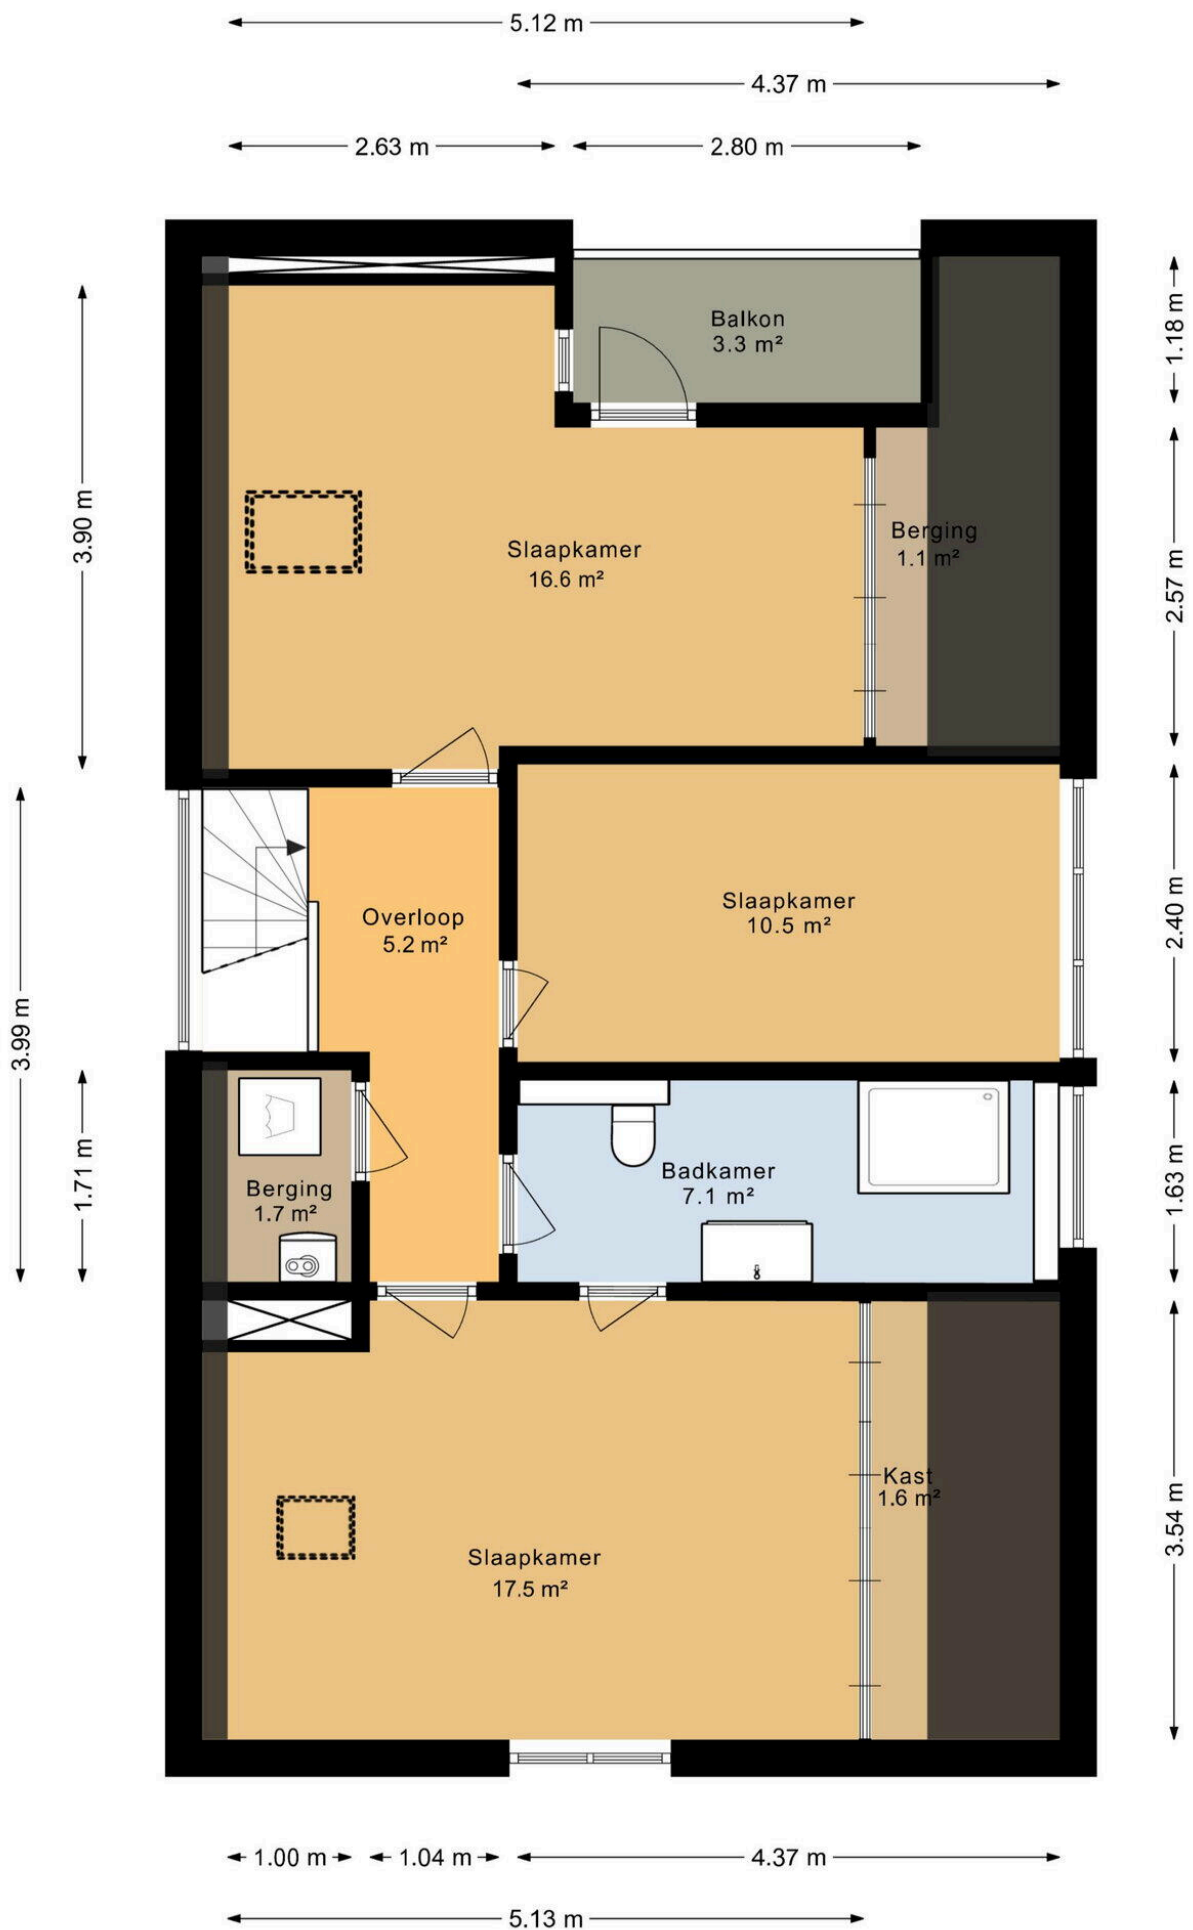 5.12 m
4.37 m
2.63 m
2.80 m
Balkon
3.3 m²
1.18 m
3.90 m
Slaapkamer
16.6 m²
Berging
1.1 m²
2.57 m
Overloop
5.2 m²
Slaapkamer
10.5 m²
2.40 m
3.99 m
1.71 m
Berging
1.7 m²
Badkamer
7.1 m²
1.63 m
Kast
1.6 m²
Slaapkamer
17.5 m²
3.54 m
1.00 m
1.04 m
4.37 m
5.13 m